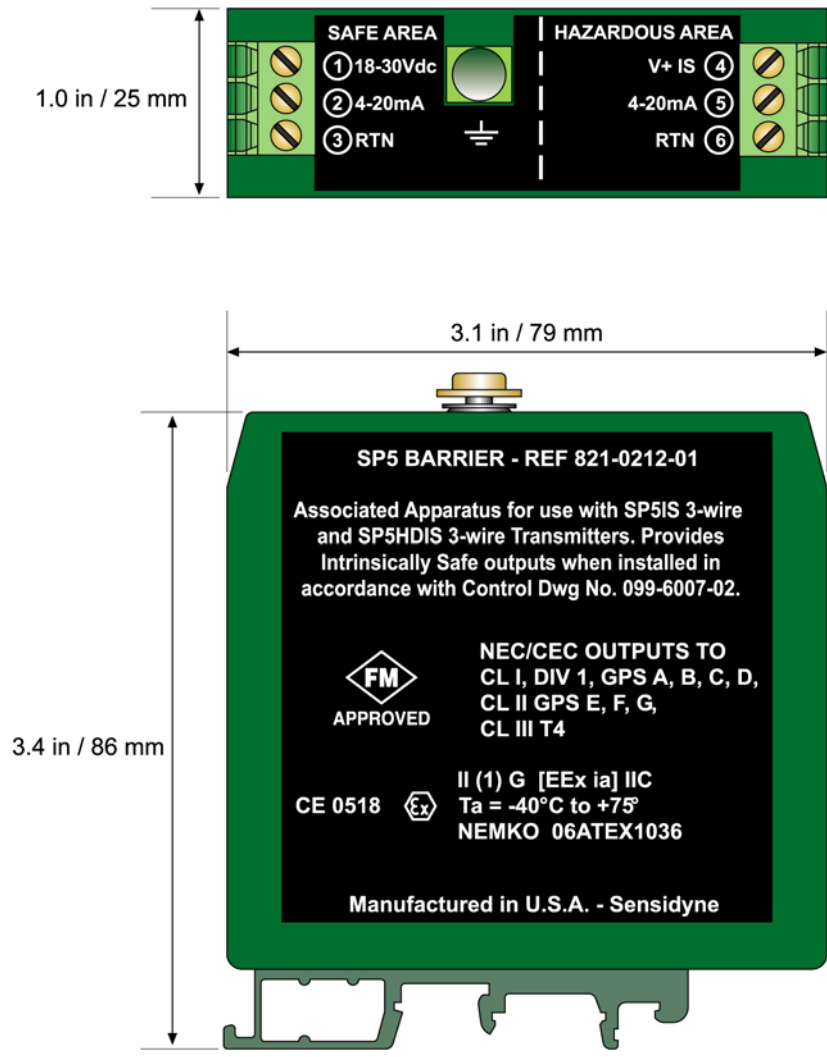 SAFE AREA
HAZARDOUS AREA
1 18-30Vdc
V+ IS 4
1.0 in / 25 mm
2 4-20mA
4-20mA 5
3 RTN
RTN 6
3.1 in / 79 mm
SP5 BARRIER - REF 821-0212-01
Associated Apparatus for use with SP5IS 3-wire
and SP5HDIS 3-wire Transmitters. Provides
Intrinsically Safe outputs when installed in
accordance with Control Dwg No. 099-6007-02.
FM
APPROVED
NEC/CEC OUTPUTS TO
CL I, DIV 1, GPS A, B, C, D,
CL II GPS E, F, G,
CL III T4
3.4 in / 86 mm
CE 0518
Ex
II (1) G [EEx ia] IIC
Ta = -40°C to +75°
NEMKO 06ATEX1036
Manufactured in U.S.A. - Sensidyne